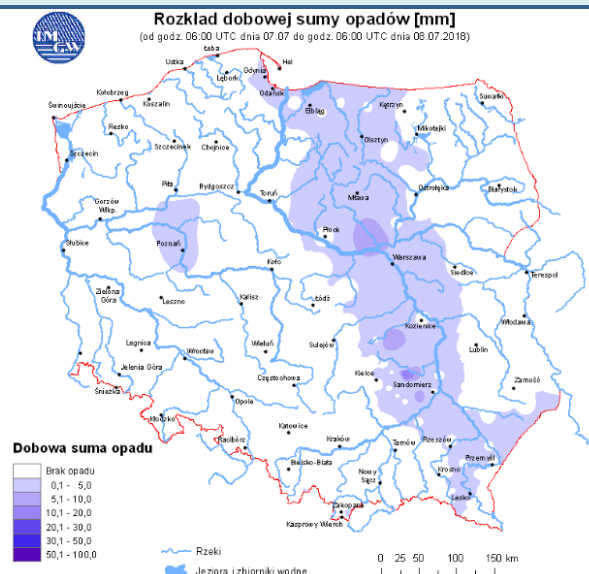 Rozkład dobowej sumy opadów [mm]
(od godz. 06:00 UTC dnia 07.07 do godz. 06:00 UTC dnia 08.07.2018)
IM
GW
Łeba
Ustka
Hel
Gdynia
Lębork
Gdańsk
Suwałki
Kołobrzeg
Koszalin
Kętrzyn
Elbląg
Świnoujście
Resko
Mikołajki
Olsztyn
Szczecinek
Chojnice
Szczecin
Piła
Bydgoszcz
Toruń
Mława
Ostrołęka
Białystok
Gorzów
Wlkp.
Płock
Słubice
Poznań
Warszawa
Koło
Siedlce
Terespol
Zielona
Góra
Leszno
Kalisz
Łódź
Kozienice
Włodawa
Legnica
Wrocław
Wieluń
Sulejów
Lublin
Jelenia Góra
Kielce
Śnieżka
Częstochowa
Sandomierz
Zamość
Opole
Kłodzko
Katowice
Racibórz
Kraków
Tarnów
Rzeszów
Przemyśl
Bielsko-Biała
Nowy
Sącz
Krosno
Lesko
Zakopane
Kasprowy Wierch
Dobowa suma opadu
Brak opadu
0,1 - 5,0
5,1 - 10,0
10,1 - 20,0
20,1 - 30,0
30,1 - 50,0
50,1 - 100,0
Rzeki
Jeziora i zbiorniki wodne
0 25 50 100 150 km